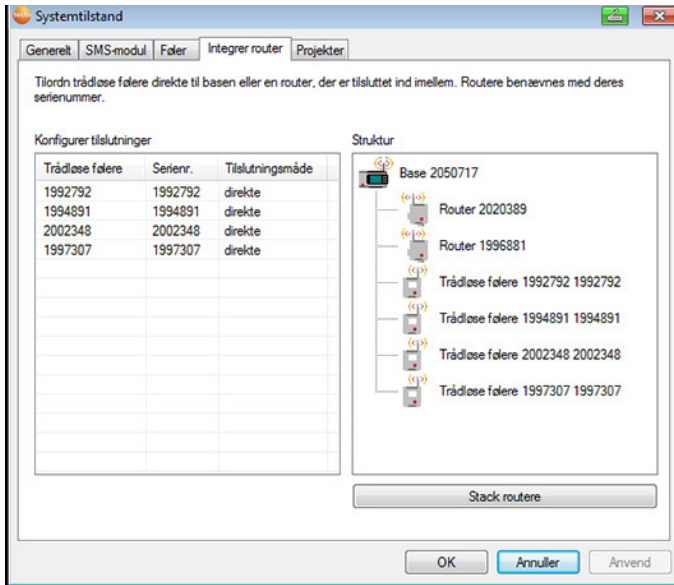 Systemtilstand
Generelt SMS-modul Føler Integrer router Projekter
Tilordn trådløse følere direkte til basen eller en router, der er tilsluttet ind imellem. Routere benævnes med deres
serienummer.
Konfigurer tilslutninger
Trådløse følere Serienr. Tilslutningsmåde
1992792 1992792 direkte
1994891 1994891 direkte
2002348 2002348 direkte
1997307 1997307 direkte
Struktur
Base 2050717
Router 2020389
Router 1996881
Trådløse følere 1992792 1992792
Trådløse følere 1994891 1994891
Trådløse følere 2002348 2002348
Trådløse følere 1997307 1997307
Stack routere
OK Annuller Anvend